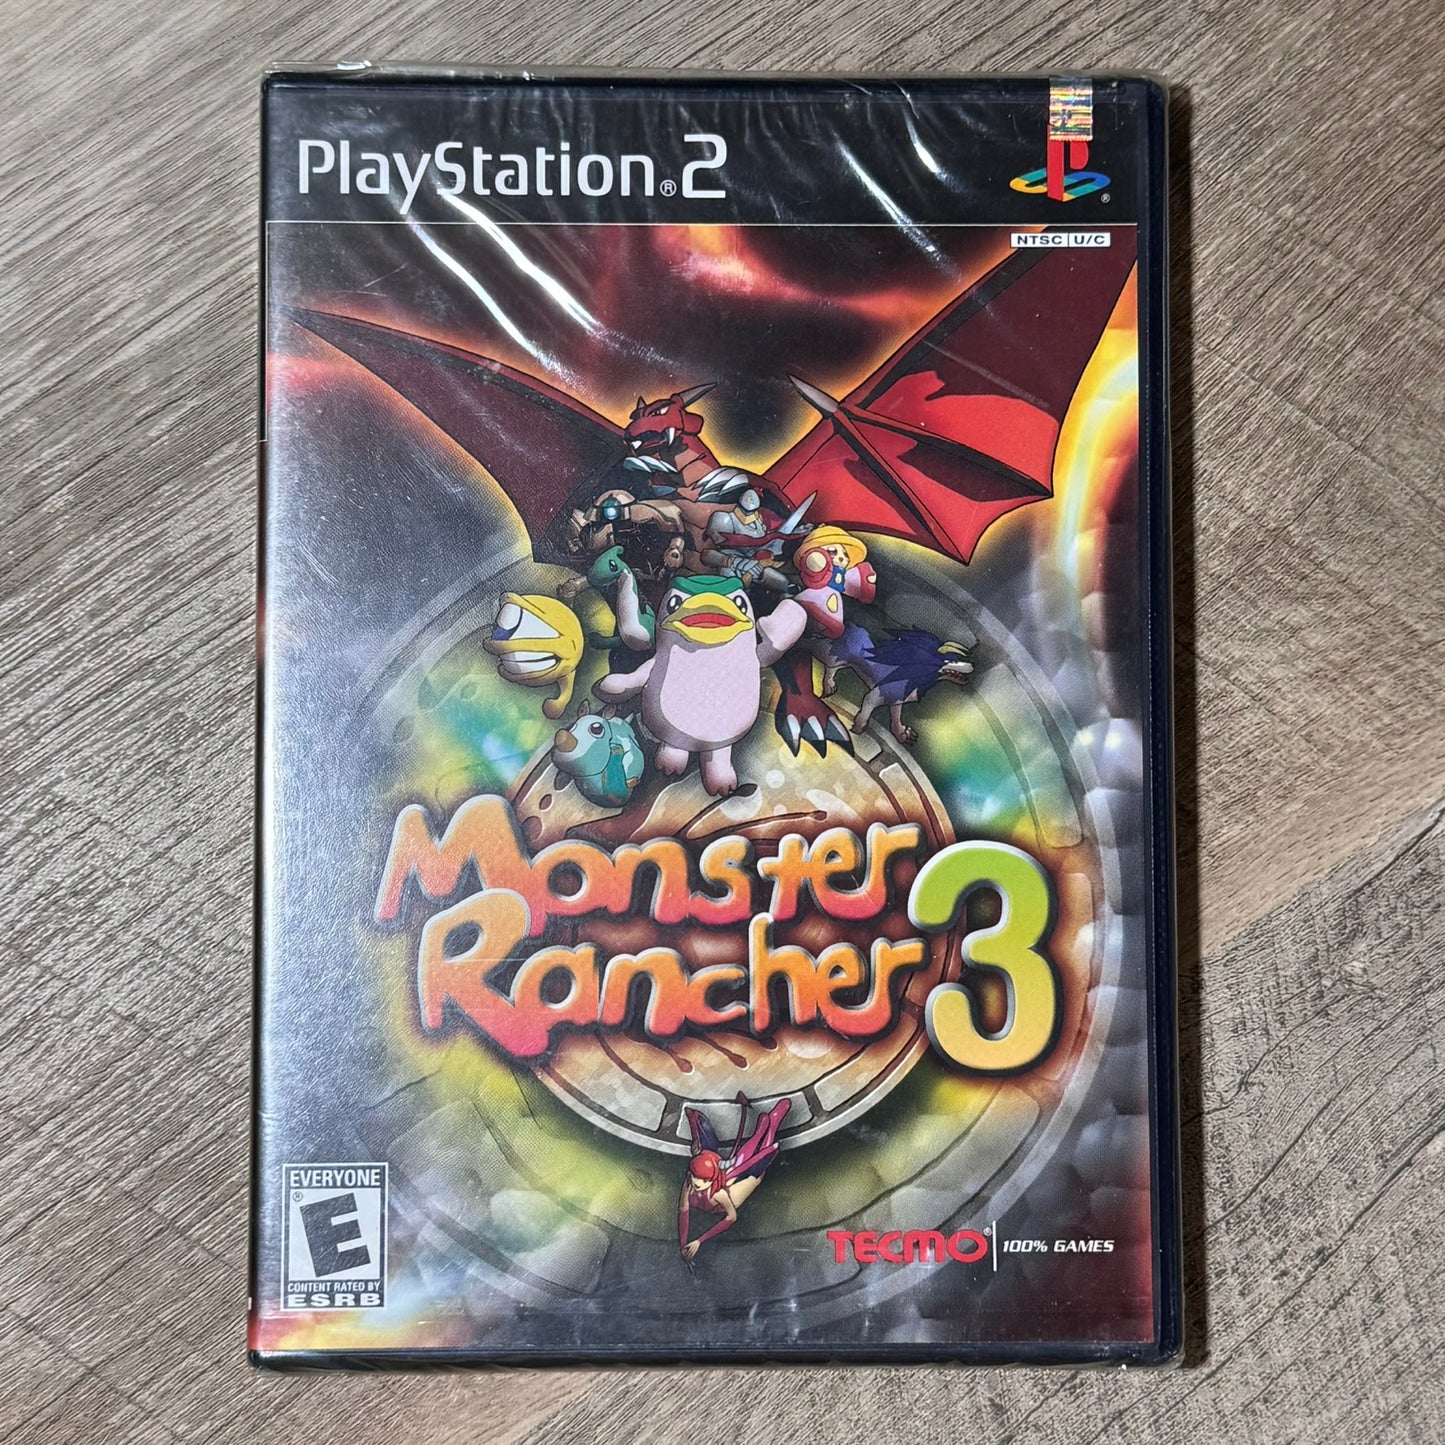 PlayStation®2
NTSC U/C
Monster
Rancher 3
EVERYONE
E
®
CONTENT RATED BY
ESRB
TECMO® 100% GAMES